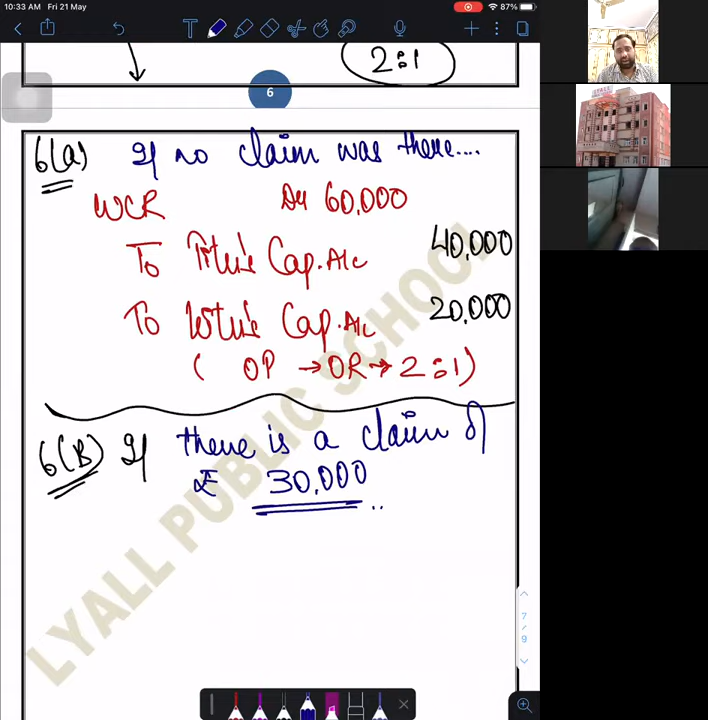 10:33 AM Fri 21 May
87%
2:1
6
6(a) If no claim was there....
WCR Dr 60,000
To Cap. A/c 40,000
To Cap. A/c 20,000
( OP → OR → 2:1)
6(B) If there is a claim of
₹ 30,000 ..
LYALL PUBLIC SCHOOL
7
/
9